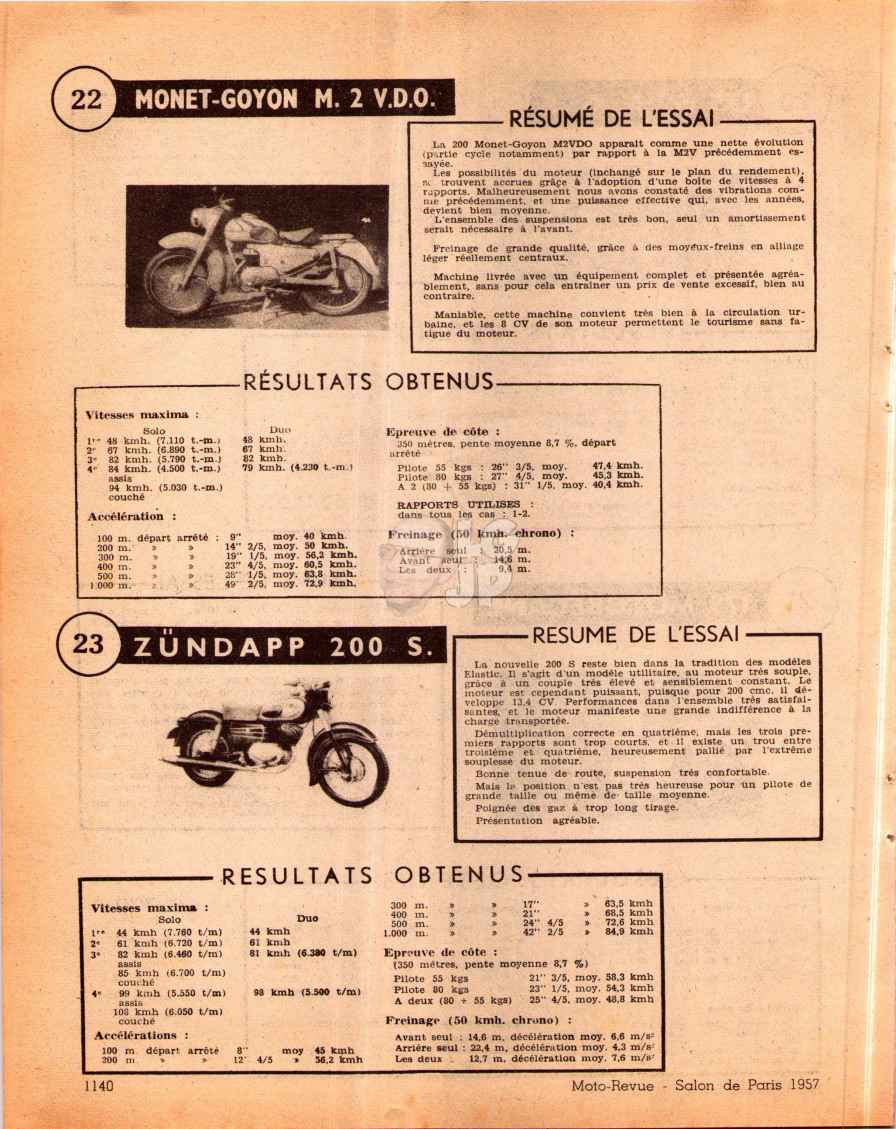 22
MONET-GOYON M. 2 V.D.O.
RÉSUMÉ DE L'ESSAI
La 200 Monet-Goyon M2VDO apparaît comme une nette évolution
(partie cycle notamment) par rapport à la M2V précédemment es-
sayée.
Les possibilités du moteur (inchangé sur le plan du rendement),
se trouvent accrues grâce à l'adoption d'une boîte de vitesses à 4
rapports. Malheureusement nous avons constaté des vibrations com-
me précédemment, et une puissance effective qui, avec les années,
devient bien moyenne.
L'ensemble des suspensions est très bon, seul un amortissement
serait nécessaire à l'avant.
Freinage de grande qualité, grâce à des moyeux-freins en alliage
léger réellement centraux.
Machine livrée avec un équipement complet et présentée agréa-
blement, sans pour cela entraîner un prix de vente excessif, bien au
contraire.
Maniable, cette machine convient très bien à la circulation ur-
baine, et les 8 CV de son moteur permettent le tourisme sans fa-
tigue du moteur.
RÉSULTATS OBTENUS
Vitesses maxima :
Solo Duo
1re 48 kmh. (7.110 t.-m.) 48 kmh.
2e 67 kmh. (6.890 t.-m.) 67 kmh.
3e 82 kmh. (5.790 t.-m.) 82 kmh.
4e 84 kmh. (4.500 t.-m.) 79 kmh. (4.230 t.-m.)
assis
94 kmh. (5.030 t.-m.)
couché
Accélération :
100 m. départ arrêté : 9" moy. 40 kmh.
200 m. » » 14" 2/5, moy. 50 kmh.
300 m. » » 19" 1/5, moy. 56,2 kmh.
400 m. » » 23" 4/5, moy. 60,5 kmh.
500 m. » » 28" 1/5, moy. 63,8 kmh.
1.000 m. » » 49" 2/5, moy. 72,9 kmh.
Epreuve de côte :
350 mètres, pente moyenne 8,7 %, départ
arrêté
Pilote 55 kgs : 26" 3/5, moy. 47,4 kmh.
Pilote 80 kgs : 27" 4/5, moy. 45,3 kmh.
A 2 (80 + 55 kgs) : 31" 1/5, moy. 40,4 kmh.
RAPPORTS UTILISES :
dans tous les cas : 1-2.
Freinage (50 kmh. chrono) :
Arrière seul : 20,5 m.
Avant seul : 14,6 m.
Les deux : 9,4 m.
23
ZÜNDAPP 200 S.
RESUME DE L'ESSAI
La nouvelle 200 S reste bien dans la tradition des modèles
Elastic. Il s'agit d'un modèle utilitaire, au moteur très souple,
grâce à un couple très élevé et sensiblement constant. Le
moteur est cependant puissant, puisque pour 200 cmc. il dé-
veloppe 13,4 CV. Performances dans l'ensemble très satisfai-
santes, et le moteur manifeste une grande indifférence à la
charge transportée.
Démultiplication correcte en quatrième, mais les trois pre-
miers rapports sont trop courts, et il existe un trou entre
troisième et quatrième, heureusement pallié par l'extrême
souplesse du moteur.
Bonne tenue de route, suspension très confortable.
Mais la position n'est pas très heureuse pour un pilote de
grande taille ou même de taille moyenne.
Poignée des gaz à trop long tirage.
Présentation agréable.
RESULTATS OBTENUS
Vitesses maxima :
Solo Duo
1re 44 kmh (7.760 t/m) 44 kmh
2e 61 kmh (6.720 t/m) 61 kmh
3e 82 kmh (6.460 t/m) 81 kmh (6.380 t/m)
assis
85 kmh (6.700 t/m)
couché
4e 99 kmh (5.550 t/m) 98 kmh (5.500 t/m)
assis
108 kmh (6.050 t/m)
couché
Accélérations :
100 m. départ arrêté 8" moy 45 kmh
200 m. » » 12" 4/5 » 56,2 kmh
300 m. » » 17" » 63,5 kmh
400 m. » » 21" » 68,5 kmh
500 m. » » 24" 4/5 » 72,6 kmh
1.000 m. » » 42" 2/5 » 84,9 kmh
Epreuve de côte :
(350 mètres, pente moyenne 8,7 %)
Pilote 55 kgs 21" 3/5, moy. 58,3 kmh
Pilote 80 kgs 23" 1/5, moy. 54,3 kmh
A deux (80 + 55 kgs) 25" 4/5, moy. 48,8 kmh
Freinage (50 kmh. chrono) :
Avant seul : 14,6 m, décélération moy. 6,6 m/s²
Arrière seul : 22,4 m, décélération moy. 4,3 m/s²
Les deux : 12,7 m, décélération moy. 7,6 m/s²
1140
Moto-Revue - Salon de Paris 1957